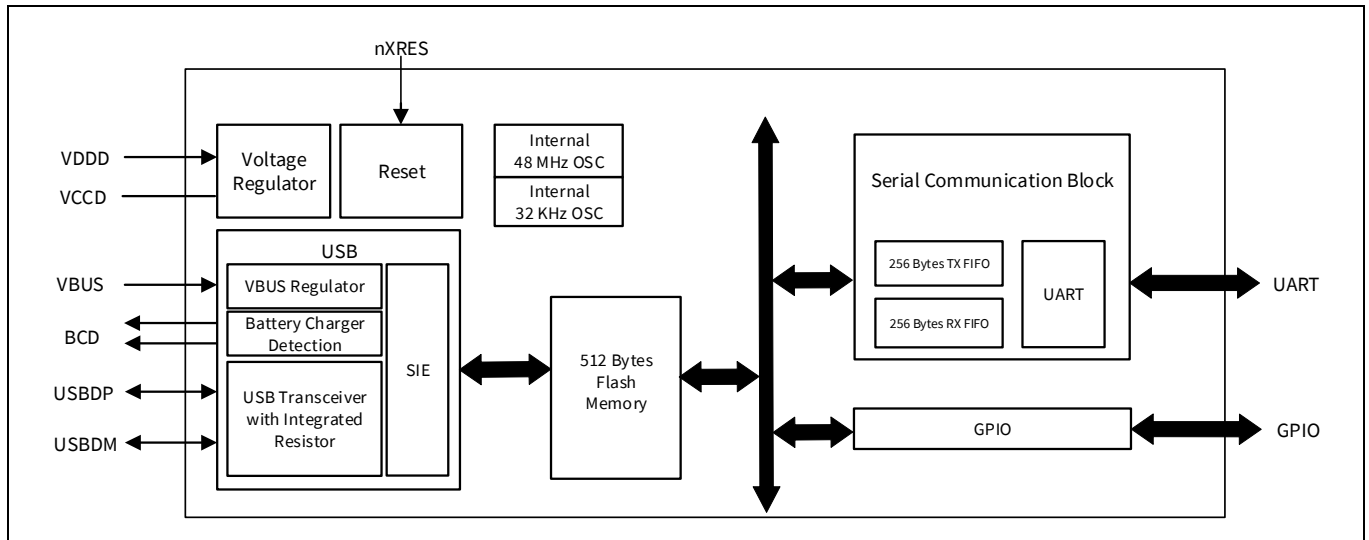 nXRES
VDDD
VCCD
Voltage
Regulator
Reset
Internal
48 MHz OSC
Internal
32 KHz OSC
USB
VBUS
BCD
USBDP
USBDM
VBUS Regulator
Battery Charger
Detection
USB Transceiver
with Integrated
Resistor
SIE
512 Bytes
Flash
Memory
Serial Communication Block
256 Bytes TX FIFO
256 Bytes RX FIFO
UART
UART
GPIO
GPIO